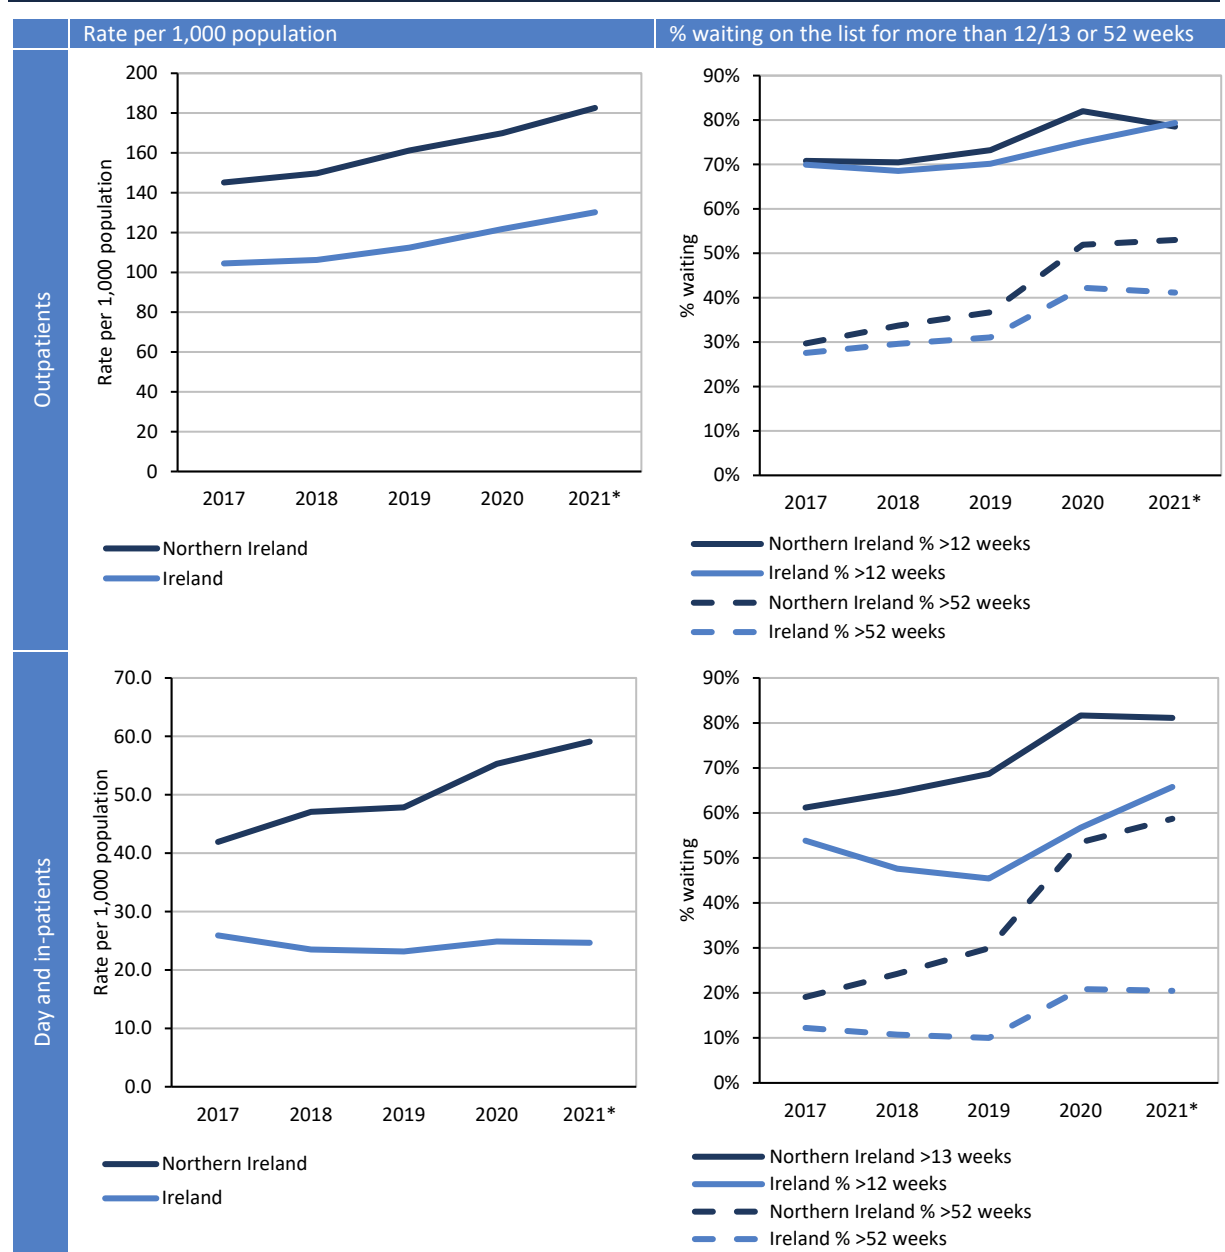 Rate per 1,000 population
% waiting on the list for more than 12/13 or 52 weeks
Outpatients
Rate per 1,000 population
200
180
160
140
120
100
80
60
40
20
0
2017 2018 2019 2020 2021*
Northern Ireland
Ireland
% waiting
90%
80%
70%
60%
50%
40%
30%
20%
10%
0%
2017 2018 2019 2020 2021*
Northern Ireland % >12 weeks
Ireland % >12 weeks
Northern Ireland % >52 weeks
Ireland % >52 weeks
Day and in-patients
Rate per 1,000 population
70.0
60.0
50.0
40.0
30.0
20.0
10.0
0.0
2017 2018 2019 2020 2021*
Northern Ireland
Ireland
% waiting
90%
80%
70%
60%
50%
40%
30%
20%
10%
0%
2017 2018 2019 2020 2021*
Northern Ireland >13 weeks
Ireland % >12 weeks
Northern Ireland % >52 weeks
Ireland % >52 weeks